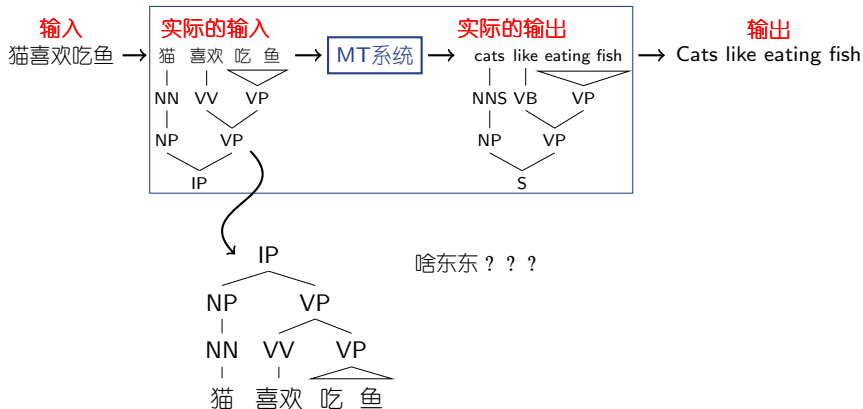 输入 实际的输入 实际的输出 输出
猫喜欢吃鱼 猫 喜欢 吃 鱼 MT系统 cats like eating fish Cats like eating fish
NN VV VP NNS VB VP
NP VP NP VP
IP S
IP 啥东东？？？
NP VP
NN VV VP
猫 喜欢 吃 鱼